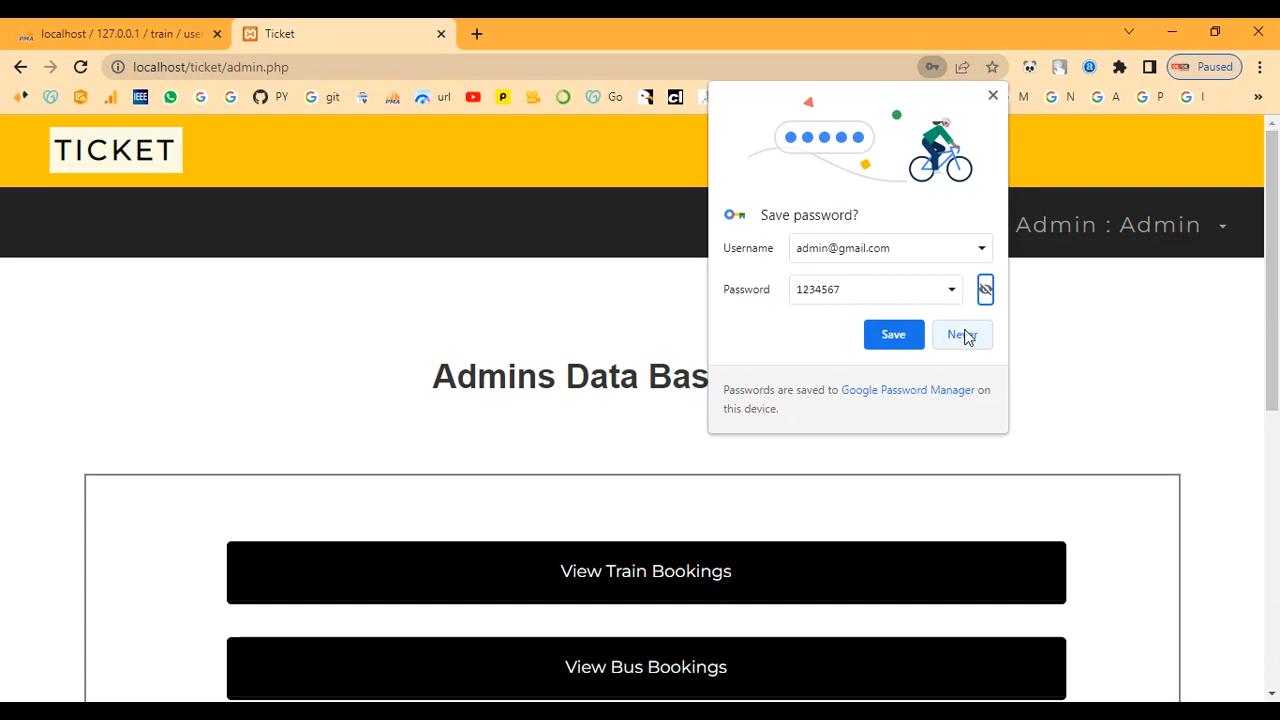 localhost / 127.0.0.1 / train / use
Ticket
localhost/ticket/admin.php
Paused
IEEE
PY
git
url
Go
M
N
A
P
I
»
TICKET
Admin : Admin
Save password?
Username
admin@gmail.com
Password
1234567
Save
Never
Passwords are saved to Google Password Manager on
this device.
Admins Data Bas
View Train Bookings
View Bus Bookings